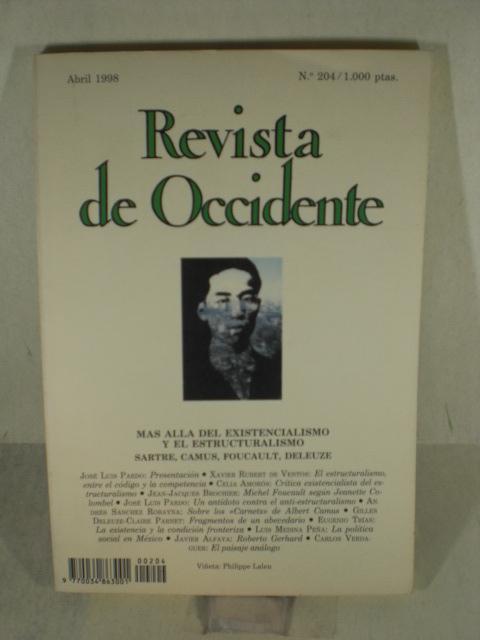 Abril 1998
N.º 204 / 1.000 ptas.
Revista
de Occidente
MAS ALLA DEL EXISTENCIALISMO
Y EL ESTRUCTURALISMO
SARTRE, CAMUS, FOUCAULT, DELEUZE
JOSÉ LUIS PARDO: Presentación • XAVIER RUBERT DE VENTOS: El estructuralismo,
entre el código y la competencia • CELIA AMORÓS: Crítica existencialista del es-
tructuralismo • JEAN-JACQUES BROCHIER: Michel Foucault según Jeanette Co-
lombel • JOSÉ LUIS PARDO: Un antídoto contra el anti-estructuralismo • AN
DRÉS SÁNCHEZ ROBAYNA: Sobre los «Carnets» de Albert Camus • GILLES
DELEUZE-CLAIRE PARNET: Fragmentos de un abecedario • EUGENIO TRÍAS:
La existencia y la condición fronteriza • LUIS MEDINA PEÑA: La política
social en México • JAVIER ALFAYA: Roberto Gerhard • CARLOS VERDA-
GUER: El paisaje análogo
00204
9 770034 863001
Viñeta: Philippe Laleu